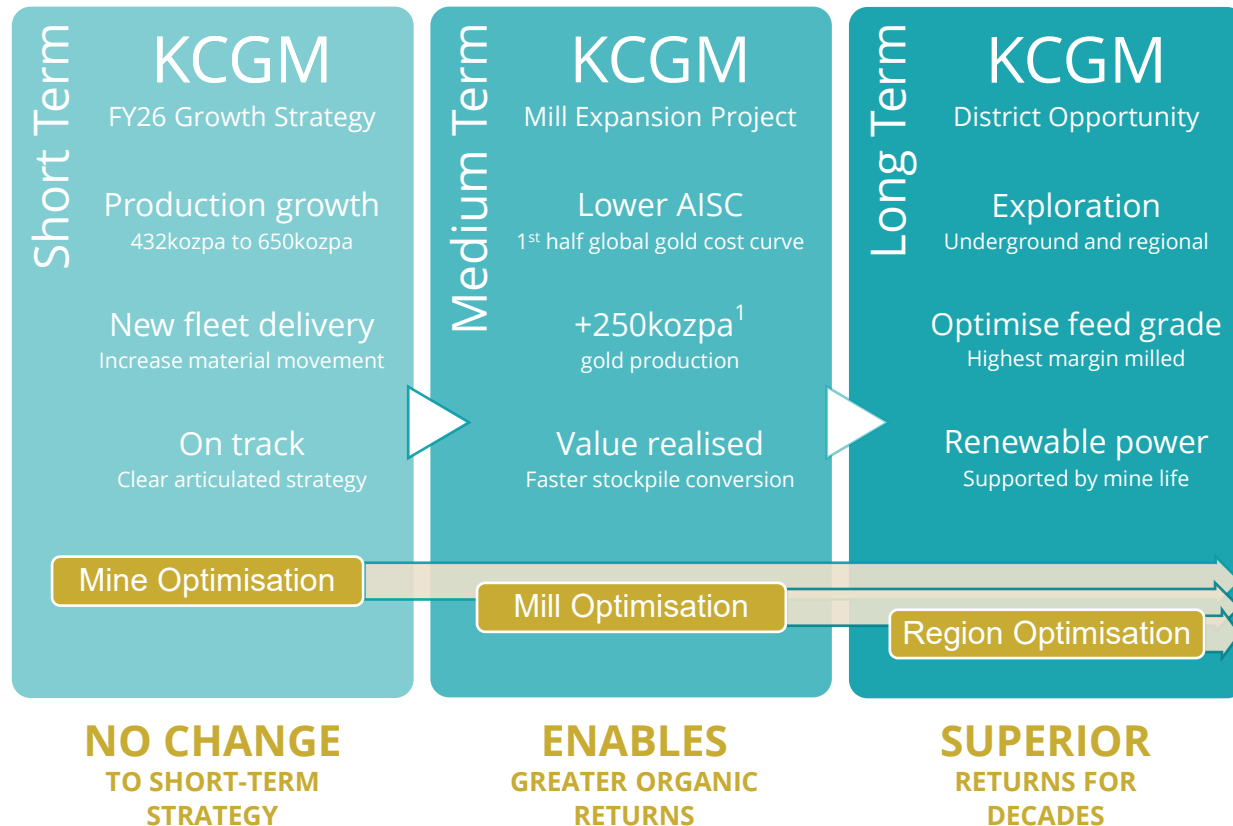 Short Term
KCGM
FY26 Growth Strategy
Production growth
432kozpa to 650kozpa
New fleet delivery
Increase material movement
On track
Clear articulated strategy
Medium Term
KCGM
Mill Expansion Project
Lower AISC
1st half global gold cost curve
+250kozpa1
gold production
Value realised
Faster stockpile conversion
Long Term
KCGM
District Opportunity
Exploration
Underground and regional
Optimise feed grade
Highest margin milled
Renewable power
Supported by mine life
Mine Optimisation
Mill Optimisation
Region Optimisation
NO CHANGE
TO SHORT-TERM
STRATEGY
ENABLES
GREATER ORGANIC
RETURNS
SUPERIOR
RETURNS FOR
DECADES